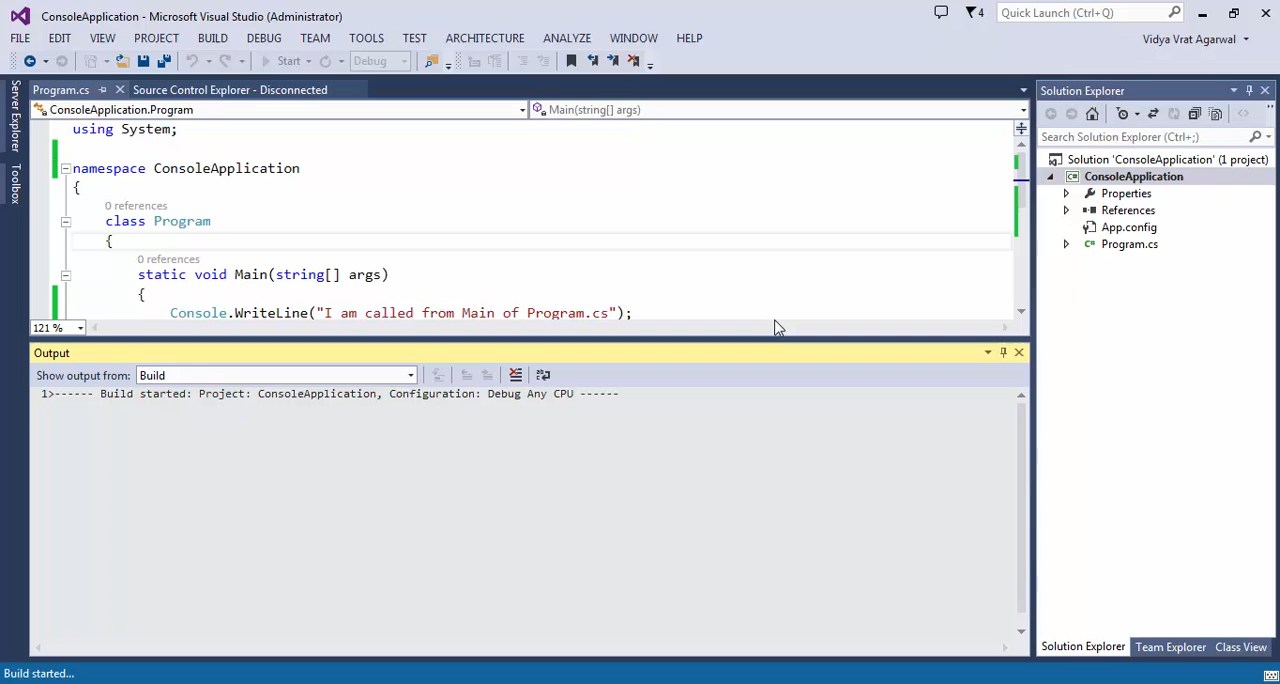 ConsoleApplication - Microsoft Visual Studio (Administrator)
4
Quick Launch (Ctrl+Q)
FILE EDIT VIEW PROJECT BUILD DEBUG TEAM TOOLS TEST ARCHITECTURE ANALYZE WINDOW HELP
Vidya Vrat Agarwal
Start Debug
Server Explorer
Toolbox
Program.cs Source Control Explorer - Disconnected
ConsoleApplication.Program Main(string[] args)
using System;
namespace ConsoleApplication
{
0 references
class Program
{
0 references
static void Main(string[] args)
{
Console.WriteLine("I am called from Main of Program.cs");
121 %
Output
Show output from: Build
1>------ Build started: Project: ConsoleApplication, Configuration: Debug Any CPU ------
Solution Explorer
Search Solution Explorer (Ctrl+;)
Solution 'ConsoleApplication' (1 project)
C# ConsoleApplication
Properties
References
App.config
C# Program.cs
Solution Explorer Team Explorer Class View
Build started...